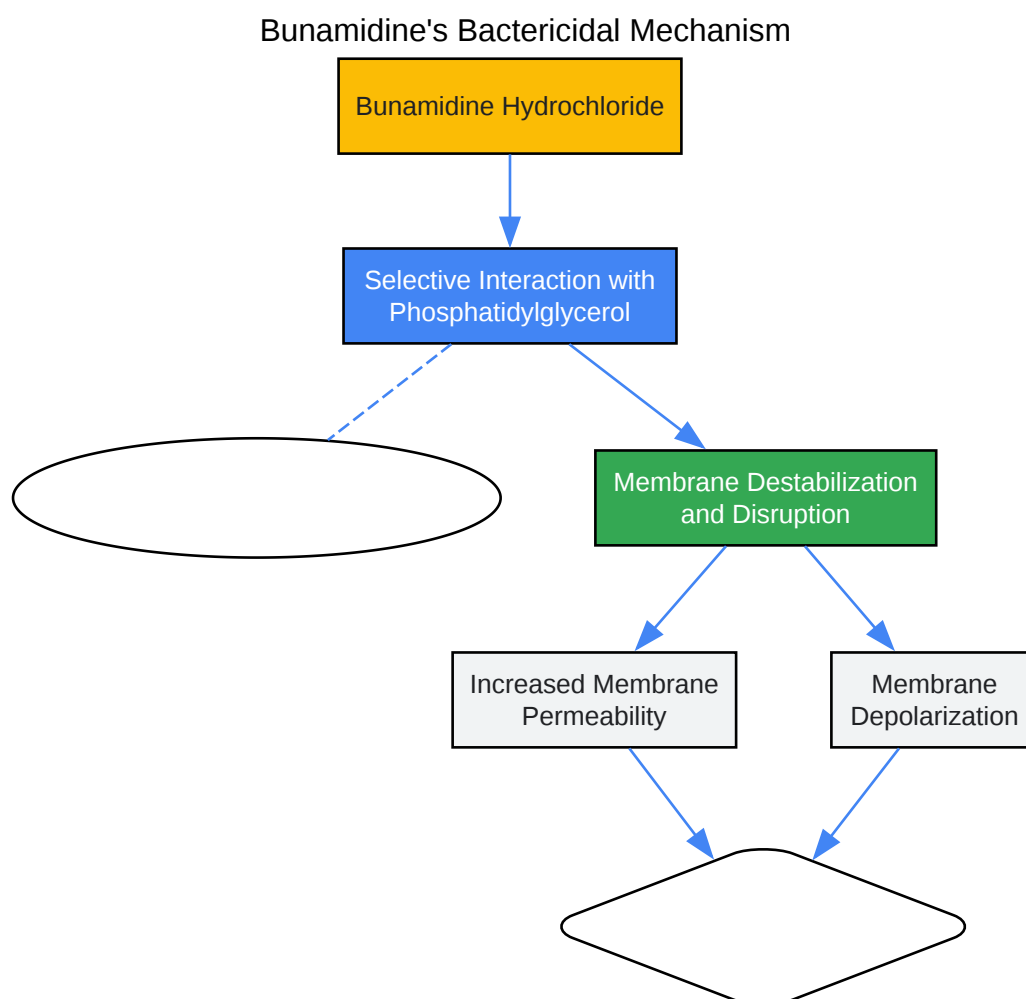 Bunamidine's Bactericidal Mechanism
Bunamidine Hydrochloride
Selective Interaction with
Phosphatidylglycerol
Membrane Destabilization
and Disruption
Increased Membrane
Permeability
Membrane
Depolarization